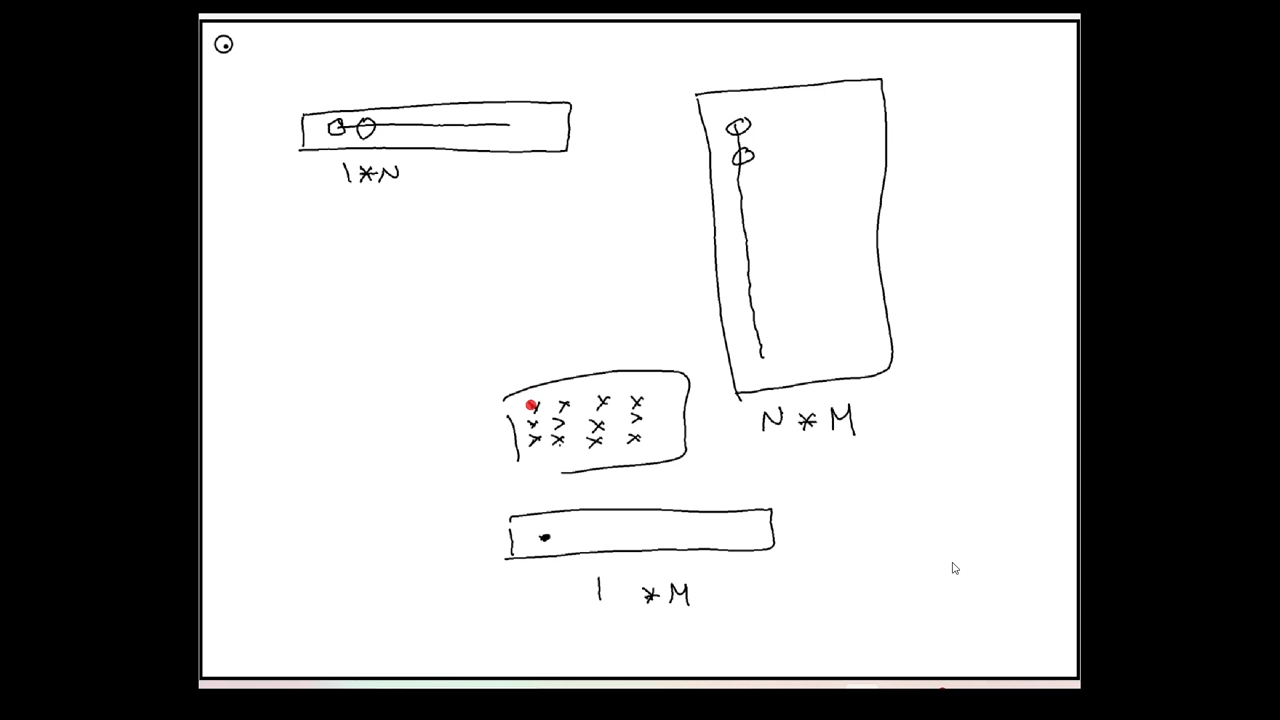 1*N
N*M
x x x x
x ^ x ^
x x x x
1 *M